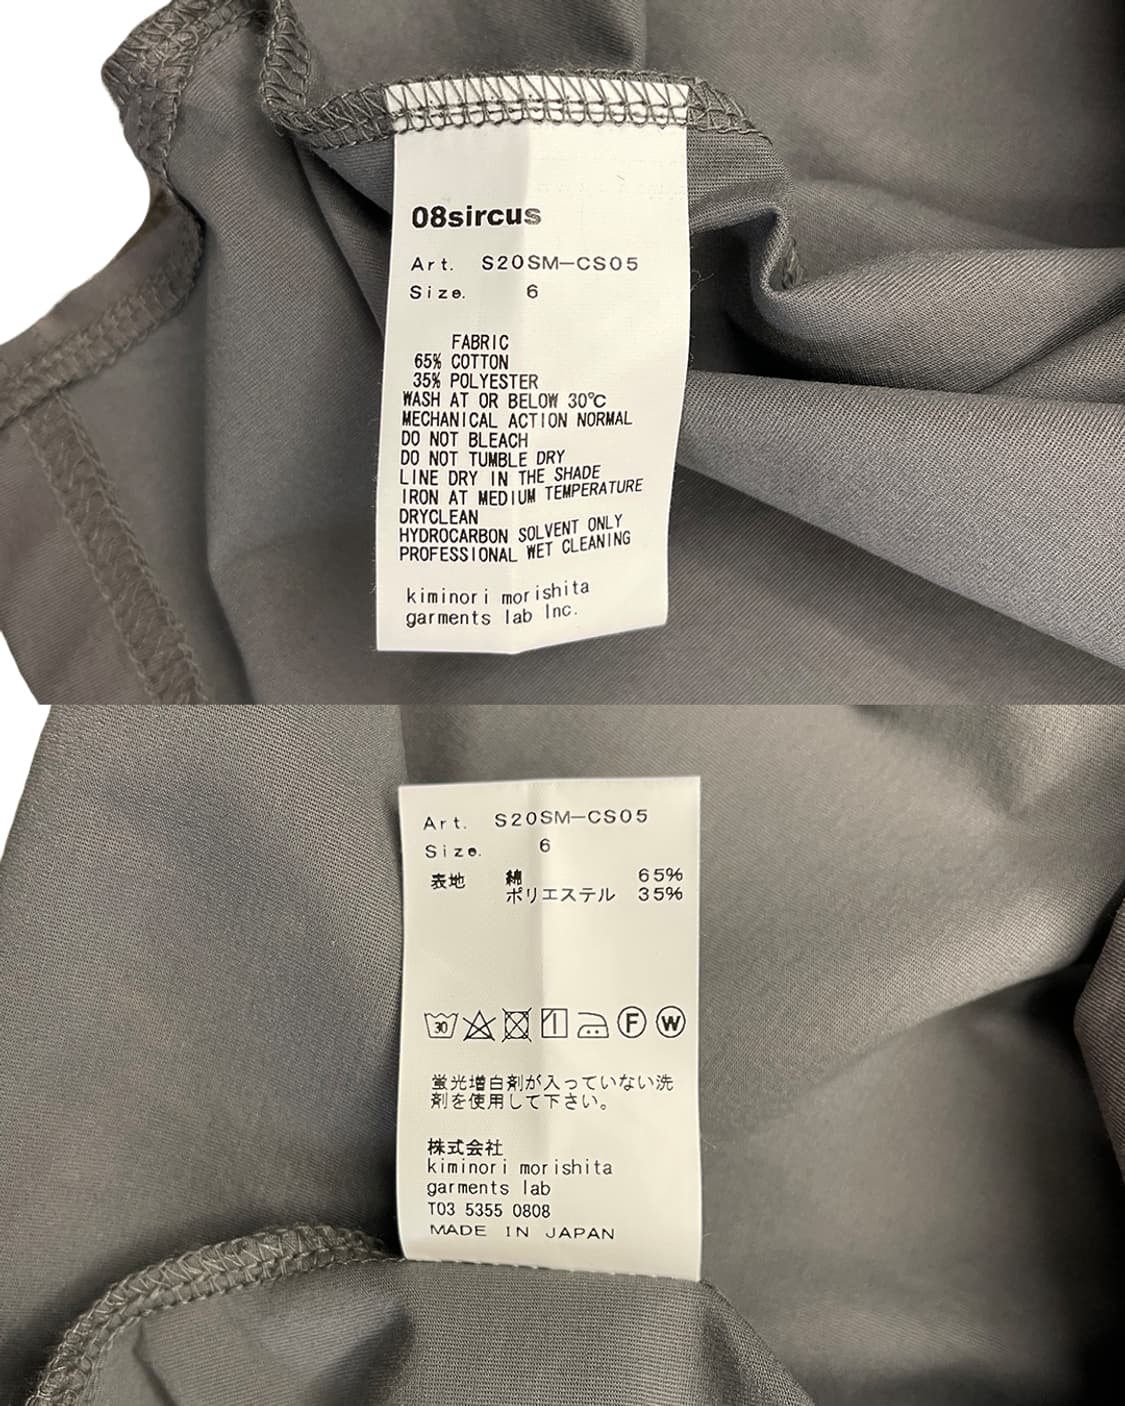 08sircus
Art. S20SM-CS05
Size. 6
FABRIC
65% COTTON
35% POLYESTER
WASH AT OR BELOW 30℃
MECHANICAL ACTION NORMAL
DO NOT BLEACH
DO NOT TUMBLE DRY
LINE DRY IN THE SHADE
IRON AT MEDIUM TEMPERATURE
DRYCLEAN
HYDROCARBON SOLVENT ONLY
PROFESSIONAL WET CLEANING
kiminori morishita
garments lab Inc.
Art. S20SM-CS05
Size. 6
表地 綿 65%
ポリエステル 35%
30 F W
蛍光増白剤が入っていない洗
剤を使用して下さい。
株式会社
kiminori morishita
garments lab
T03 5355 0808
MADE IN JAPAN